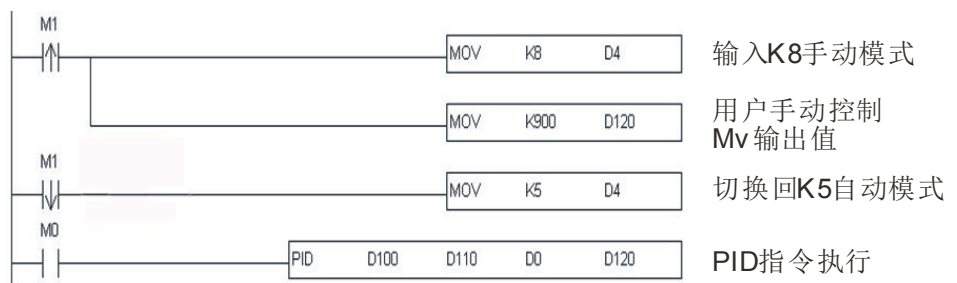 M1
MOV K8 D4 输入K8手动模式
MOV K900 D120 用户手动控制
Mv输出值
M1
MOV K5 D4 切换回K5自动模式
M0
PID D100 D110 D0 D120 PID指令执行